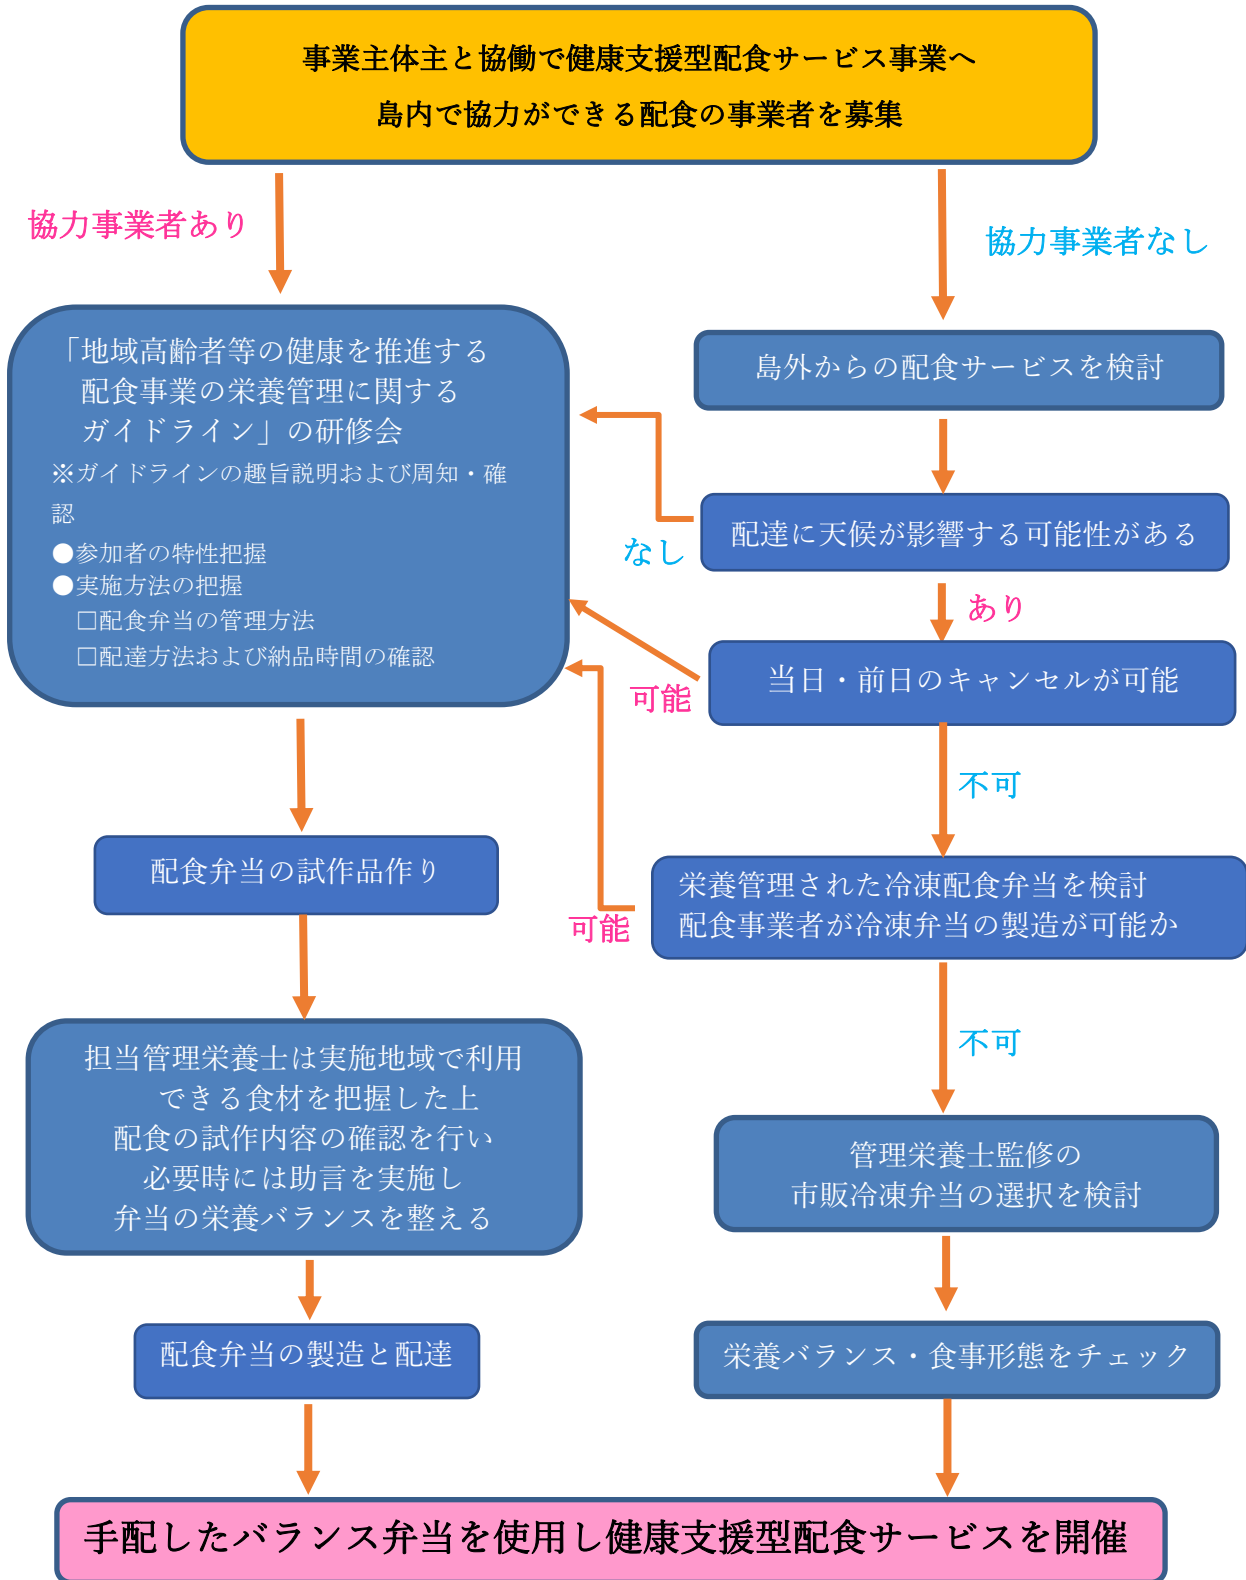 事業主体主と協働で健康支援型配食サービス事業へ
島内で協力ができる配食の事業者を募集
協力事業者あり
協力事業者なし
「地域高齢者等の健康を推進する
配食事業の栄養管理に関する
ガイドライン」の研修会
※ガイドラインの趣旨説明および周知・確
認
●参加者の特性把握
●実施方法の把握
□配食弁当の管理方法
□配達方法および納品時間の確認
島外からの配食サービスを検討
配達に天候が影響する可能性がある
なし
あり
当日・前日のキャンセルが可能
可能
不可
配食弁当の試作品作り
栄養管理された冷凍配食弁当を検討
配食事業者が冷凍弁当の製造が可能か
可能
不可
担当管理栄養士は実施地域で利用
できる食材を把握した上
配食の試作内容の確認を行い
必要時には助言を実施し
弁当の栄養バランスを整える
管理栄養士監修の
市販冷凍弁当の選択を検討
配食弁当の製造と配達
栄養バランス・食事形態をチェック
手配したバランス弁当を使用し健康支援型配食サービスを開催